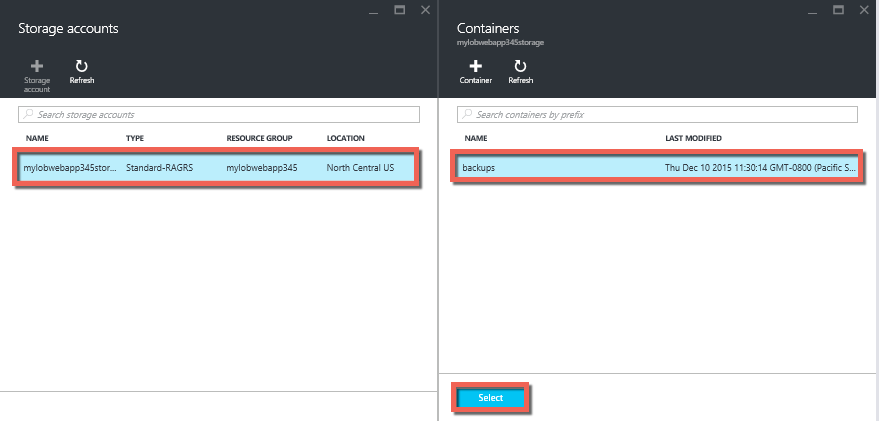 Storage accounts
Storage
account
Refresh
Search storage accounts
NAME TYPE RESOURCE GROUP LOCATION
mylobwebapp345stor... Standard-RAGRS mylobwebapp345 North Central US
Containers
mylobwebapp345storage
Container Refresh
Search containers by prefix
NAME LAST MODIFIED
backups Thu Dec 10 2015 11:30:14 GMT-0800 (Pacific S...
Select